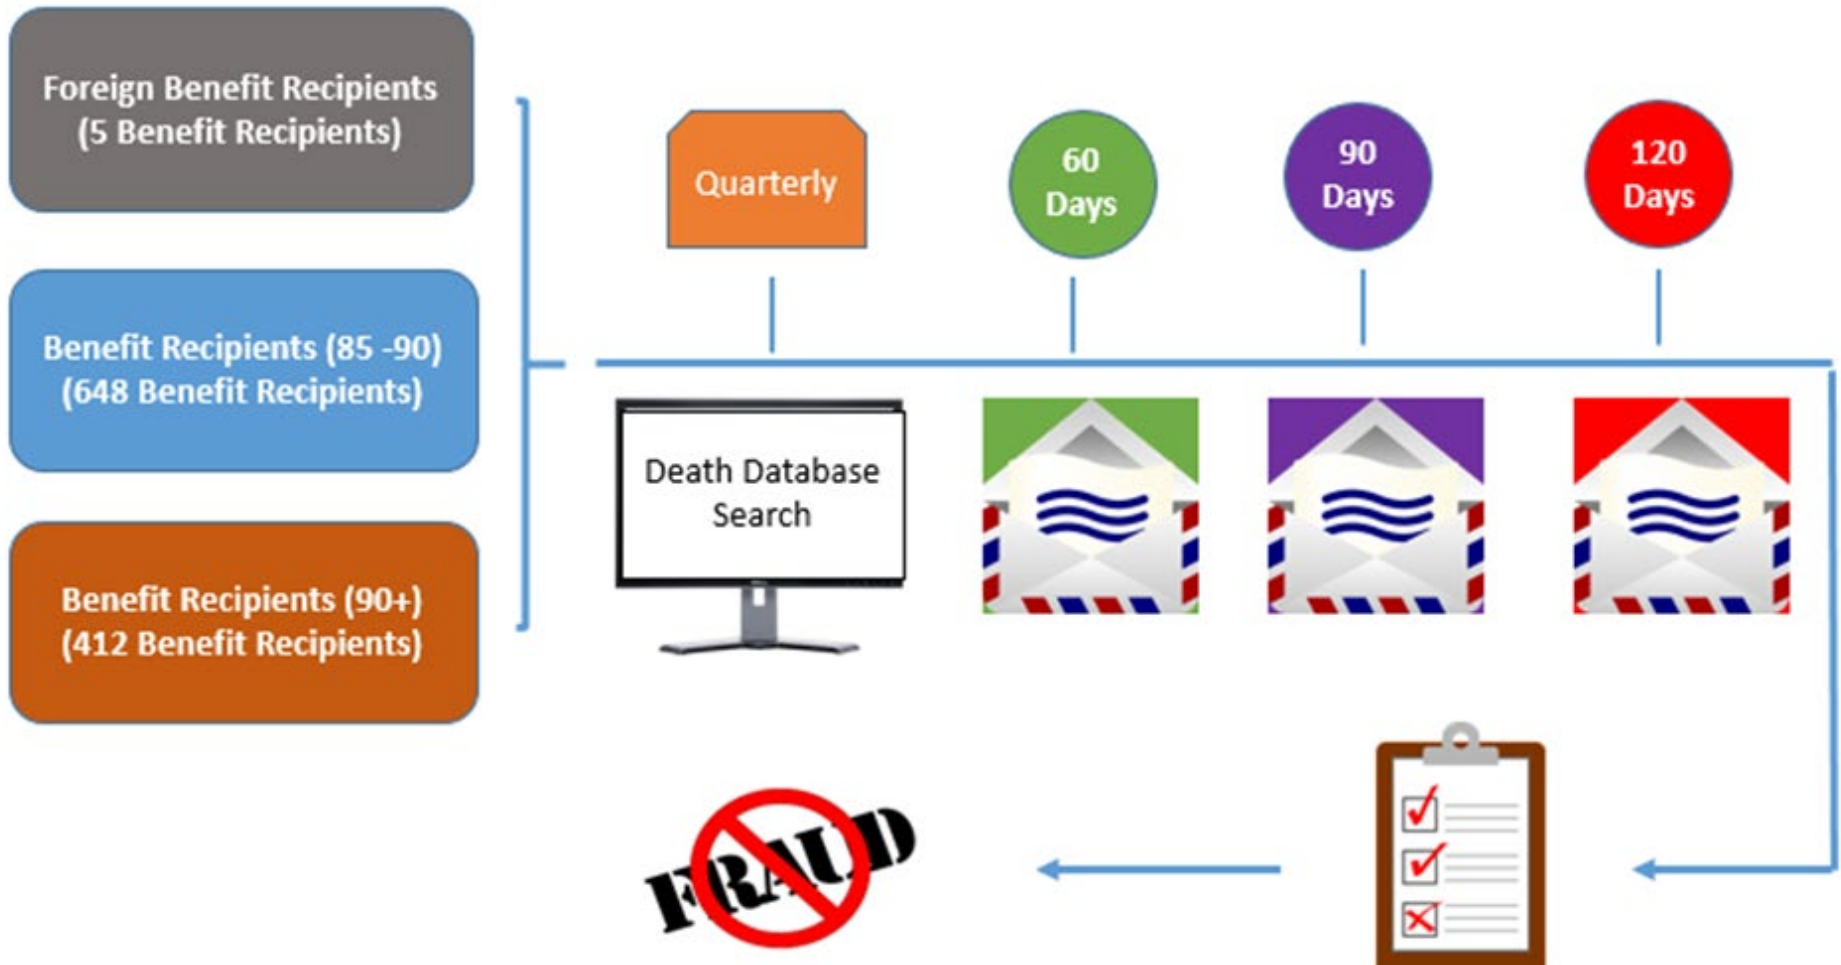 Foreign Benefit Recipients
(5 Benefit Recipients)
Benefit Recipients (85 -90)
(648 Benefit Recipients)
Benefit Recipients (90+)
(412 Benefit Recipients)
Quarterly
60
Days
90
Days
120
Days
Death Database
Search
FRAUD